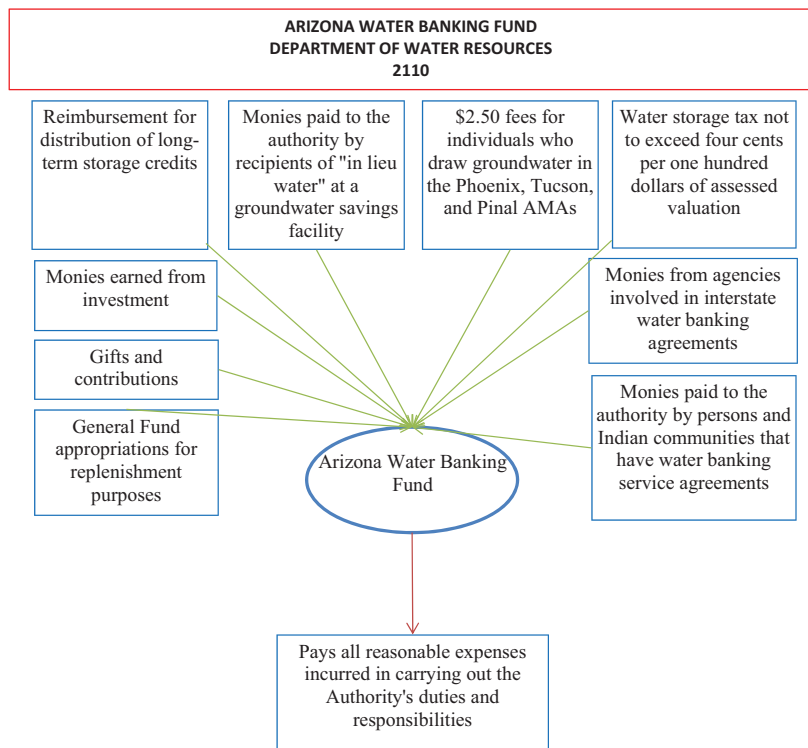 ARIZONA WATER BANKING FUND
DEPARTMENT OF WATER RESOURCES
2110
Reimbursement for
distribution of long-
term storage credits
Monies paid to the
authority by
recipients of "in lieu
water" at a
groundwater savings
facility
$2.50 fees for
individuals who
draw groundwater in
the Phoenix, Tucson,
and Pinal AMAs
Water storage tax not
to exceed four cents
per one hundred
dollars of assessed
valuation
Monies earned from
investment
Monies from agencies
involved in interstate
water banking
agreements
Gifts and
contributions
Monies paid to the
authority by persons and
Indian communities that
have water banking
service agreements
General Fund
appropriations for
replenishment
purposes
Arizona Water Banking
Fund
Pays all reasonable expenses
incurred in carrying out the
Authority's duties and
responsibilities